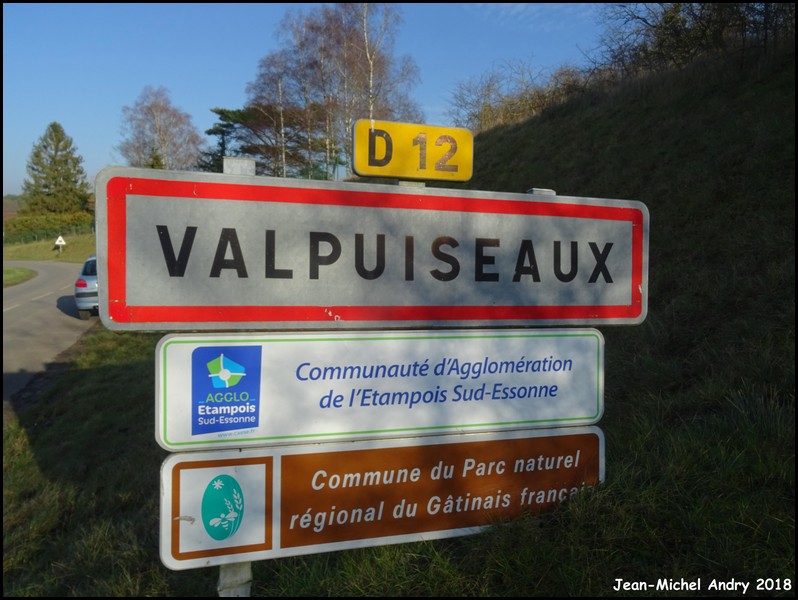 D 12
VALPUISEAUX
AGGLO
Etampois
Sud-Essonne
Communauté d'Agglomération
de l'Etampois Sud-Essonne
Commune du Parc naturel
régional du Gâtinais français
Jean-Michel Andry 2018